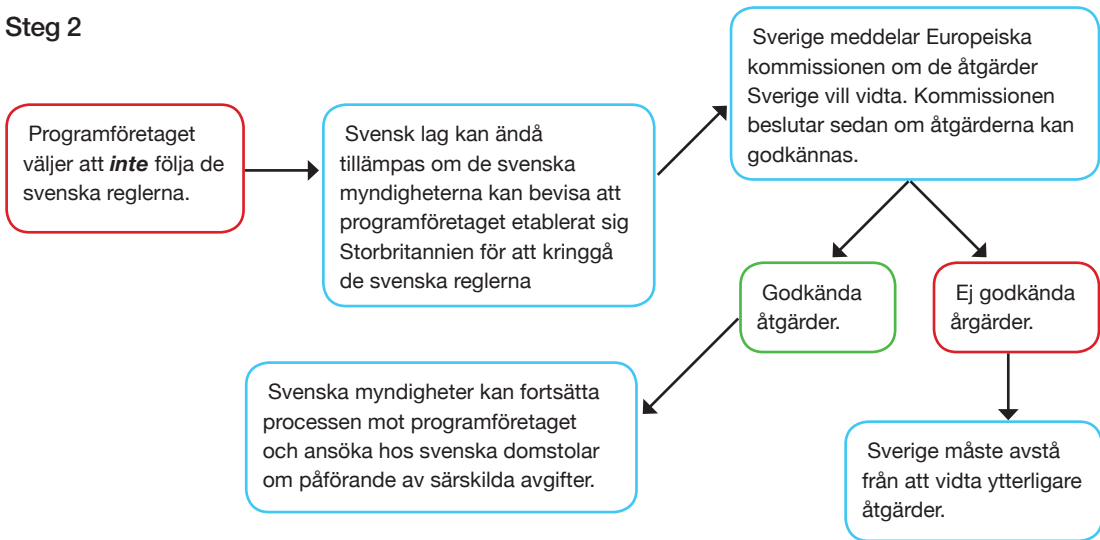 Steg 2
Programföretaget
väljer att inte följa de
svenska reglerna.
Svensk lag kan ändå
tillämpas om de svenska
myndigheterna kan bevisa att
programföretaget etablerat sig
Storbritannien för att kringgå
de svenska reglerna
Sverige meddelar Europeiska
kommissionen om de åtgärder
Sverige vill vidta. Kommissionen
beslutar sedan om åtgärderna kan
godkännas.
Godkända
åtgärder.
Ej godkända
årgärder.
Svenska myndigheter kan fortsätta
processen mot programföretaget
och ansöka hos svenska domstolar
om påförande av särskilda avgifter.
Sverige måste avstå
från att vidta ytterligare
åtgärder.